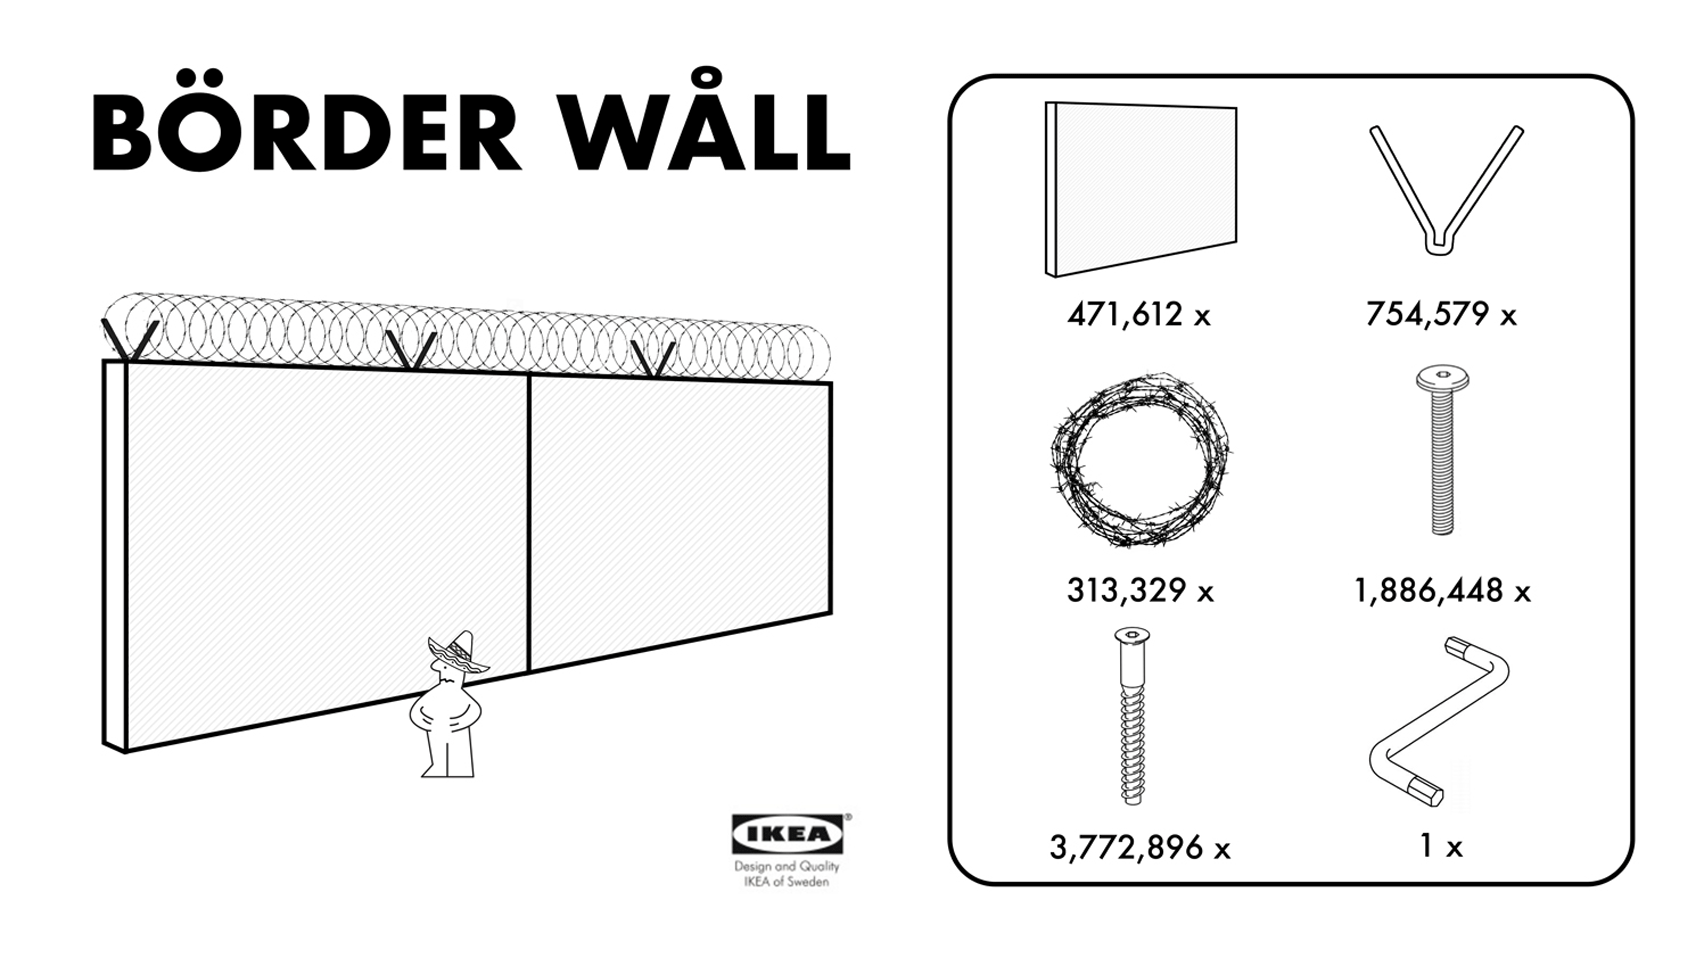 BÖRDER WÅLL
471,612 x
754,579 x
313,329 x
1,886,448 x
3,772,896 x
1 x
IKEA®
Design and Quality
IKEA of Sweden